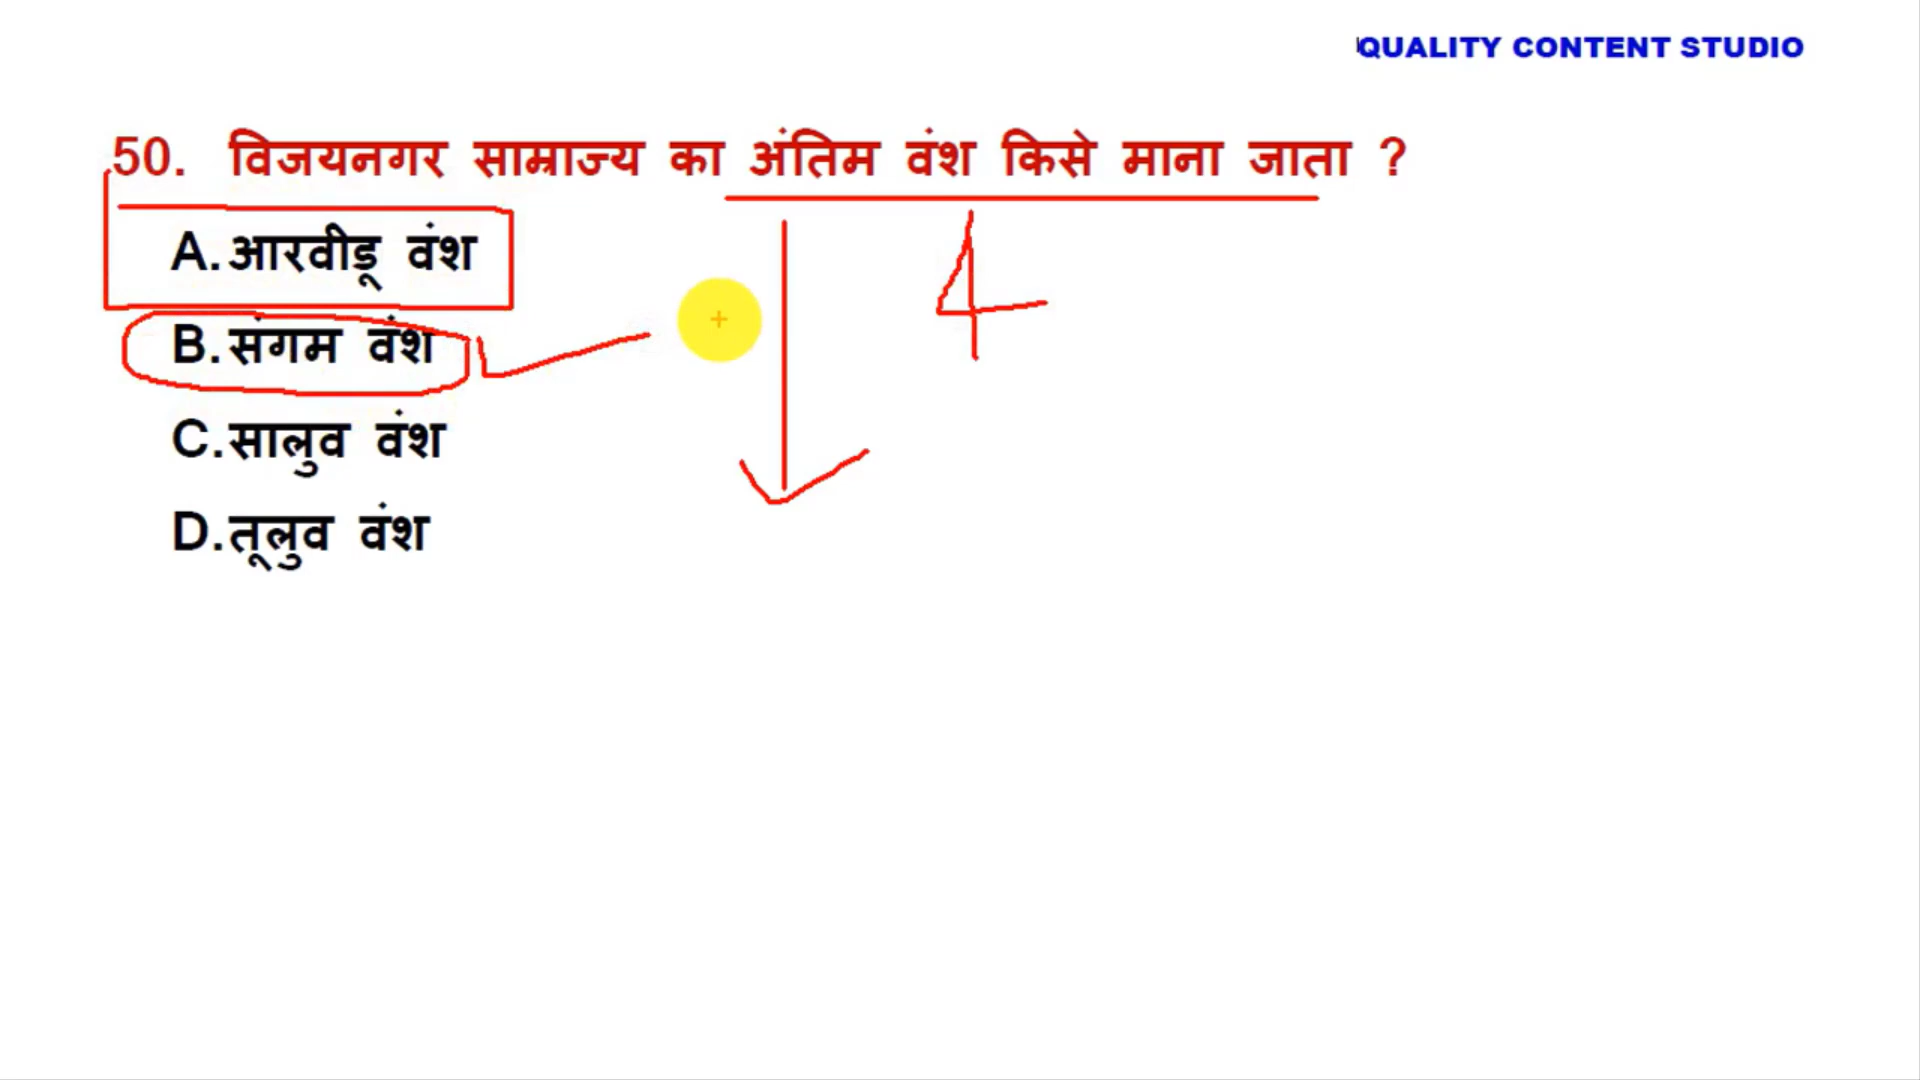 QUALITY CONTENT STUDIO
50. विजयनगर साम्राज्य का अंतिम वंश किसे माना जाता ?
A. आरवीडू वंश
4
B. संगम वंश
C. सालुव वंश
D. तूलुव वंश